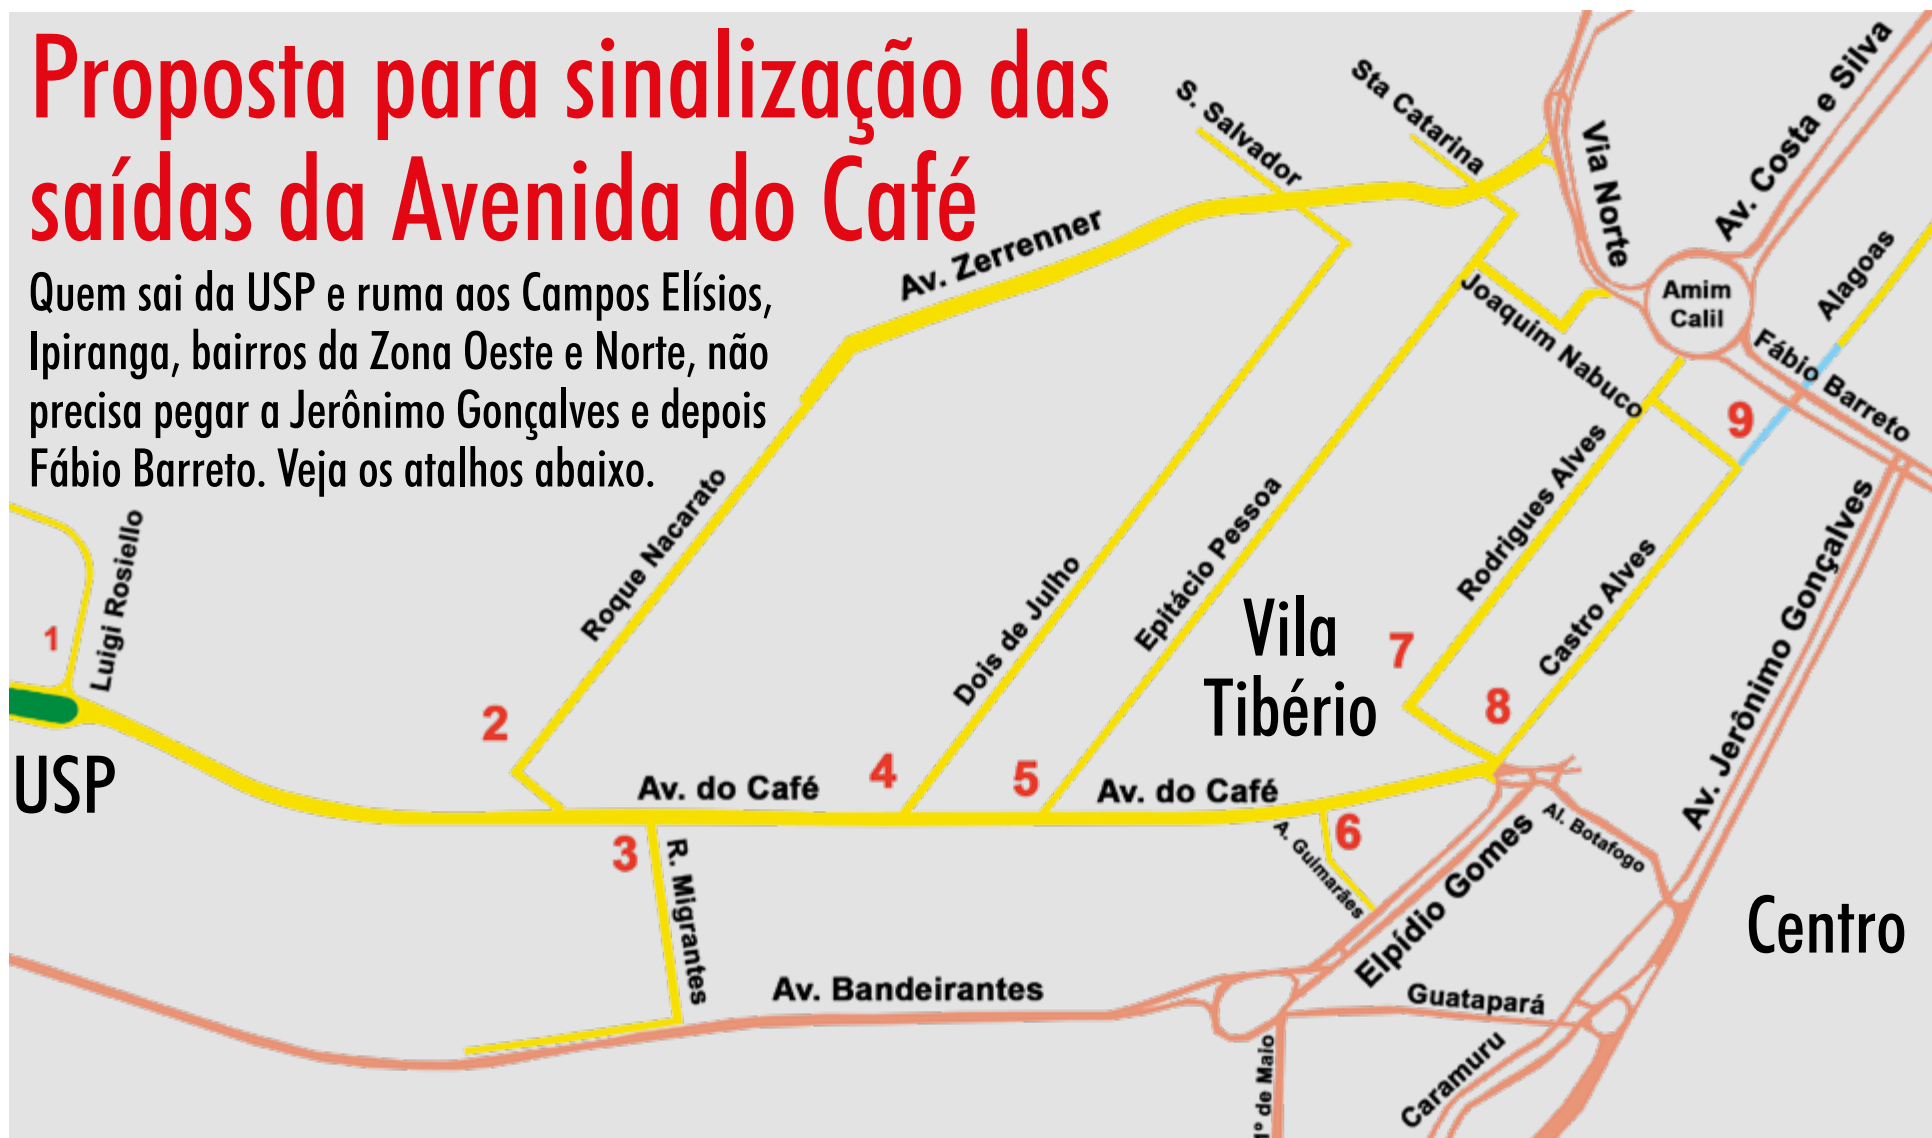 Proposta para sinalização das
saídas da Avenida do Café
Quem sai da USP e ruma aos Campos Elísios,
Ipiranga, bairros da Zona Oeste e Norte, não
precisa pegar a Jerônimo Gonçalves e depois
Fábio Barreto. Veja os atalhos abaixo.
S. Salvador
Sta Catarina
Via Norte
Av. Costa e Silva
Av. Zerrenner
Alagoas
Amim
Calil
Joaquim Nabuco
Fábio Barreto
9
Roque Nacarato
Luigi Rosiello
1
Dois de Julho
Epitácio Pessoa
Rodrigues Alves
Castro Alves
Av. Jerônimo Gonçalves
Vila
Tibério
7
8
2
USP
4
5
Av. do Café
Av. do Café
3
R. Migrantes
6
A. Guimarães
Al. Botafogo
Elpídio Gomes
Centro
Av. Bandeirantes
Guatapará
Caramuru
1º de Maio